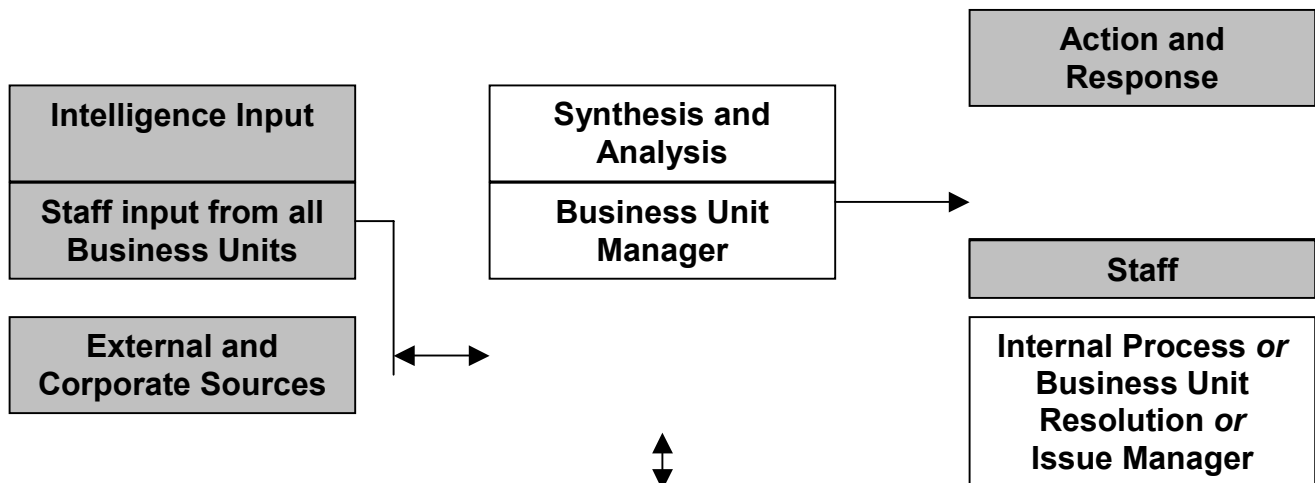 Intelligence Input
Staff input from all
Business Units
External and
Corporate Sources
Synthesis and
Analysis
Business Unit
Manager
Action and
Response
Staff
Internal Process or
Business Unit
Resolution or
Issue Manager